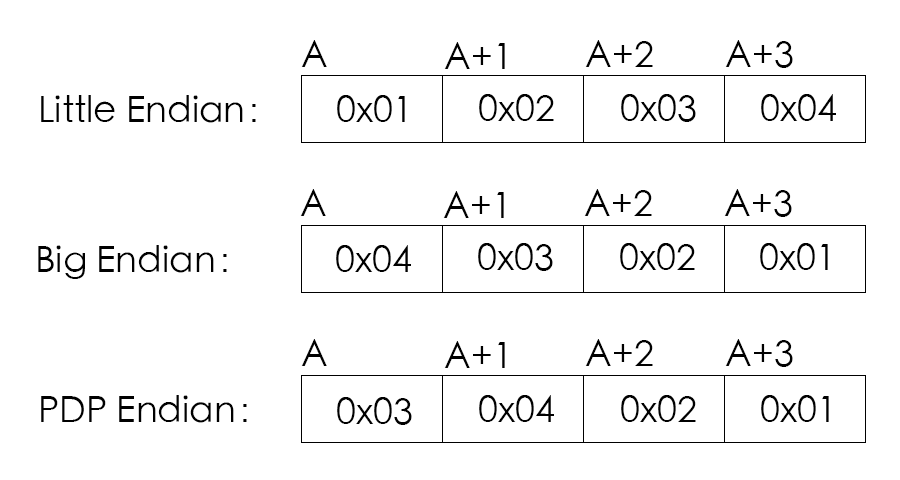 A A+1 A+2 A+3
Little Endian: 0x01 0x02 0x03 0x04
A A+1 A+2 A+3
Big Endian: 0x04 0x03 0x02 0x01
A A+1 A+2 A+3
PDP Endian: 0x03 0x04 0x02 0x01